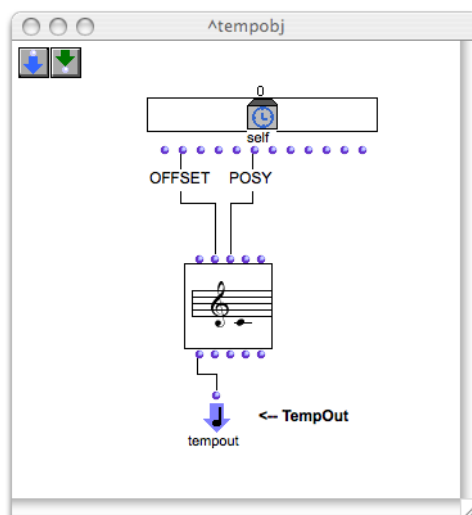 ^tempobj
0
self
OFFSET POSY
<-- TempOut
tempout